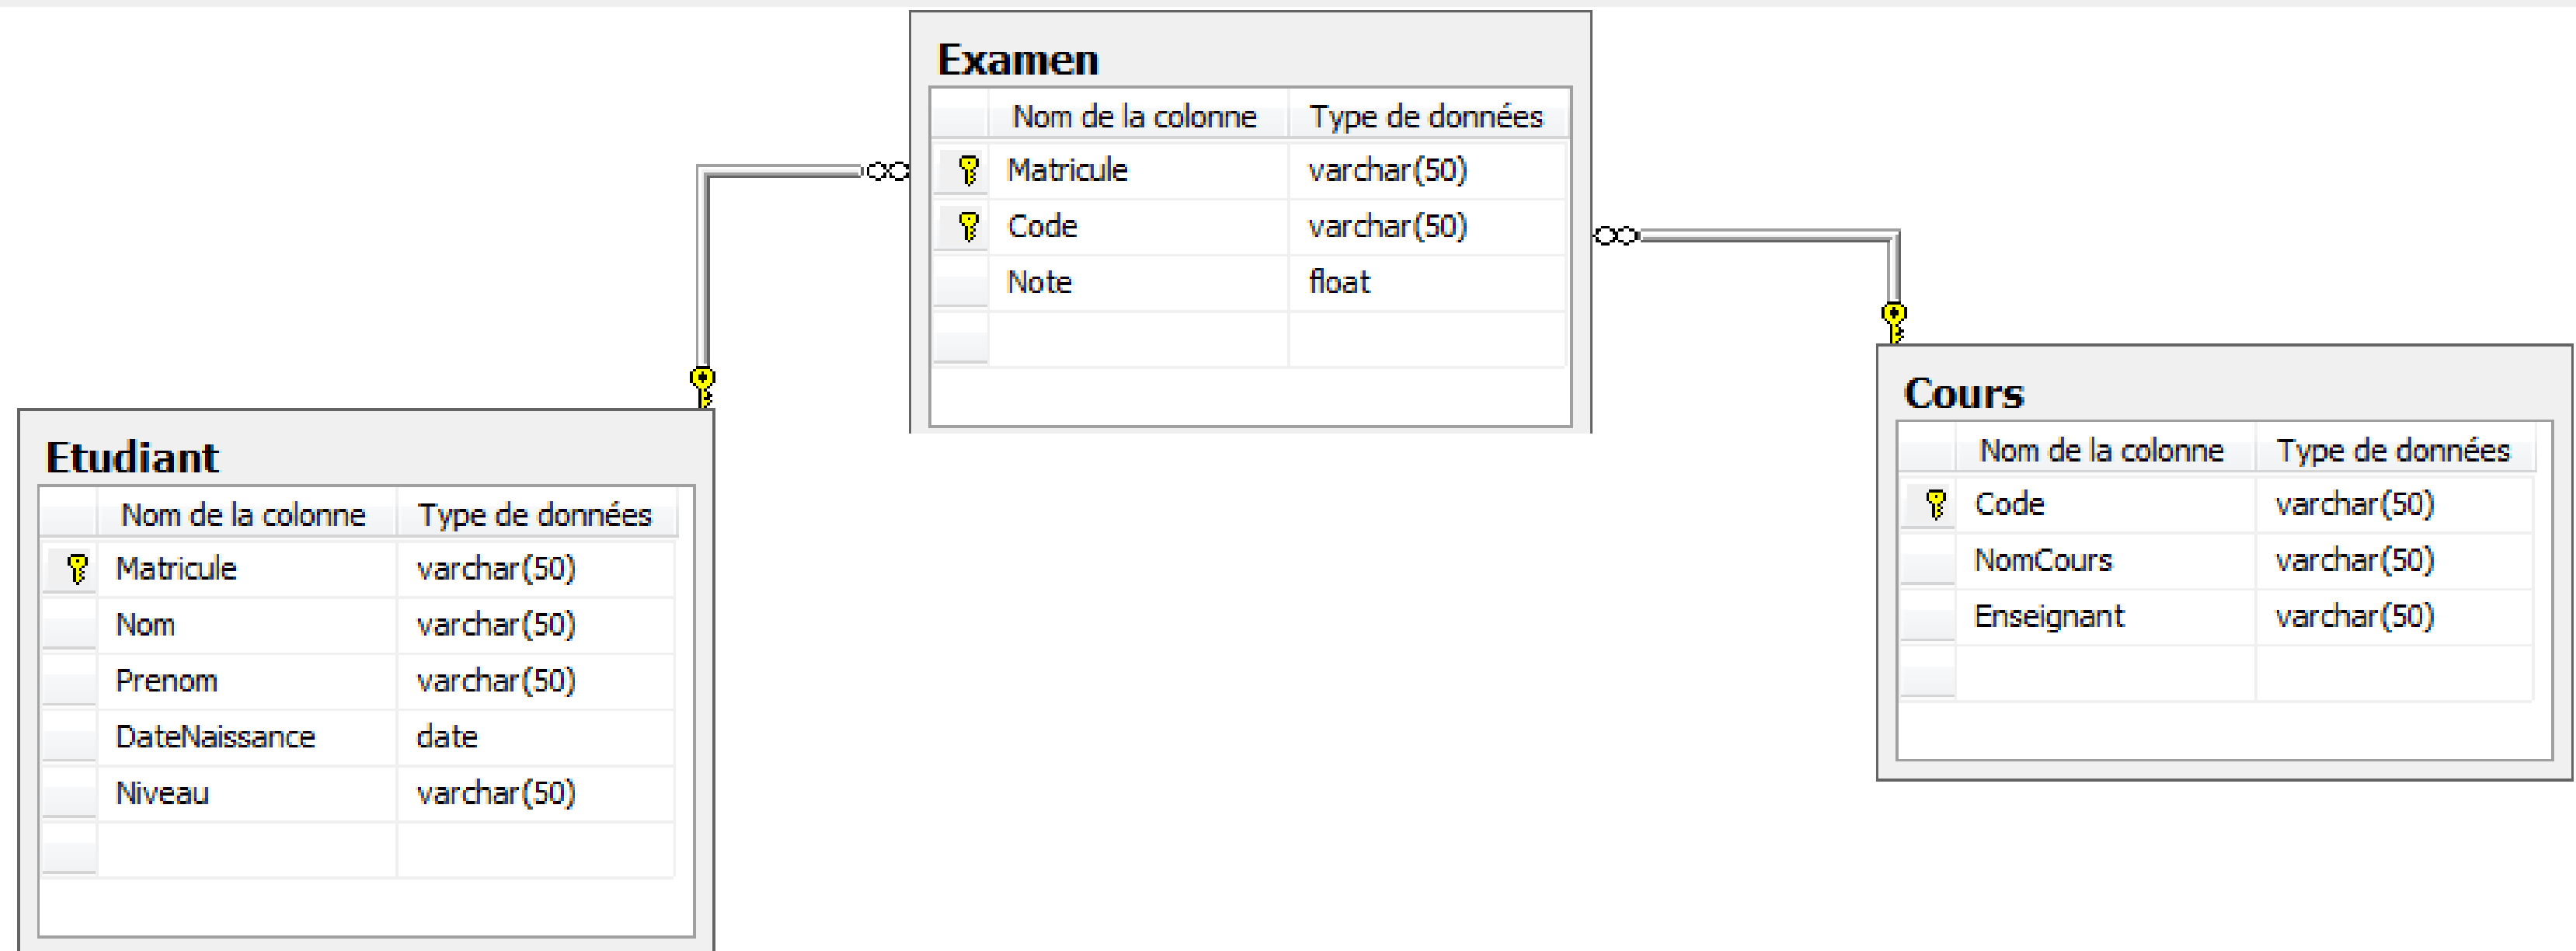 Examen
Nom de la colonne Type de données
Matricule varchar(50)
Code varchar(50)
Note float
Etudiant
Nom de la colonne Type de données
Matricule varchar(50)
Nom varchar(50)
Prenom varchar(50)
DateNaissance date
Niveau varchar(50)
Cours
Nom de la colonne Type de données
Code varchar(50)
NomCours varchar(50)
Enseignant varchar(50)